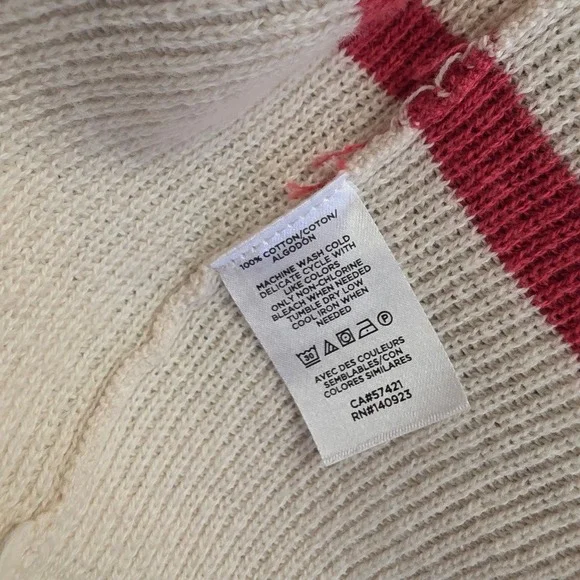 100% COTTON/COTON/
ALGODÓN
MACHINE WASH COLD
DELICATE CYCLE WITH
LIKE COLORS
ONLY NON-CHLORINE
BLEACH WHEN NEEDED
TUMBLE DRY LOW
COOL IRON WHEN
NEEDED
30 P
AVEC DES COULEURS
SEMBLABLES/CON
COLORES SIMILARES
CA#57421
RN#140923